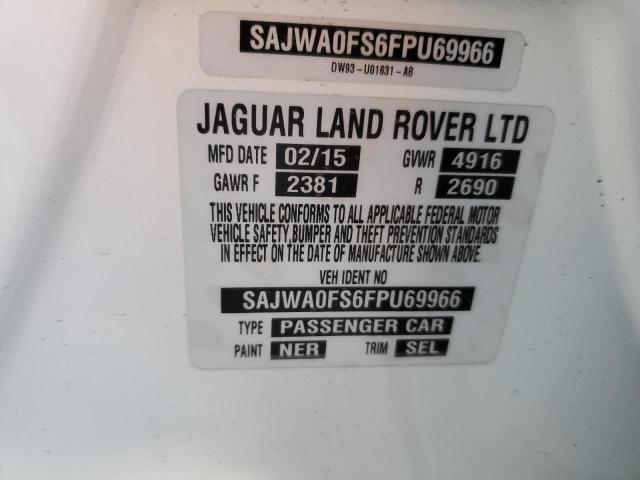 SAJWA0FS6FPU69966
DW93-U01631-AB
JAGUAR LAND ROVER LTD
MFD DATE 02/15 GVWR 4916
GAWR F 2381 R 2690
THIS VEHICLE CONFORMS TO ALL APPLICABLE FEDERAL MOTOR
VEHICLE SAFETY,BUMPER AND THEFT PREVENTION STANDARDS
IN EFFECT ON THE DATE OF MANUFACTURE SHOWN ABOVE.
VEH IDENT NO
SAJWA0FS6FPU69966
TYPE PASSENGER CAR
PAINT NER TRIM SEL